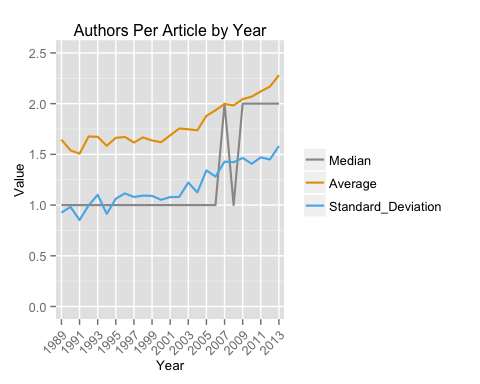 Authors Per Article by Year
2.5
2.0
1.5
1.0
0.5
0.0
Value
1989 1991 1993 1995 1997 1999 2001 2003 2005 2007 2009 2011 2013
Year
Median
Average
Standard_Deviation